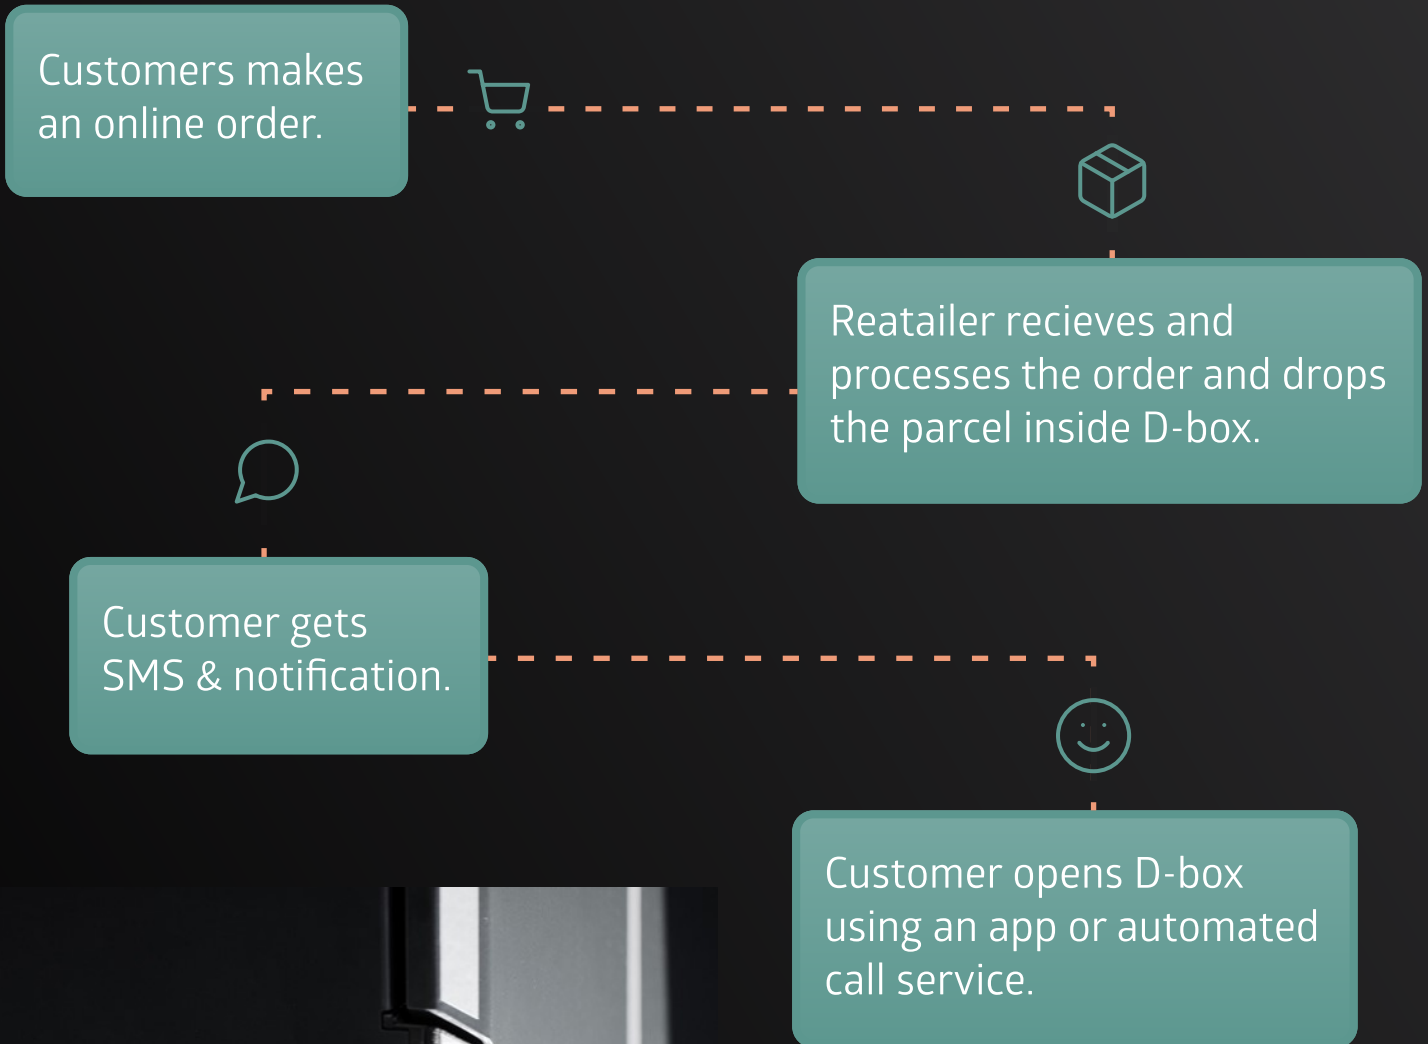 Customers makes
an online order.
Reatailer recieves and
processes the order and drops
the parcel inside D-box.
Customer gets
SMS & notification.
Customer opens D-box
using an app or automated
call service.